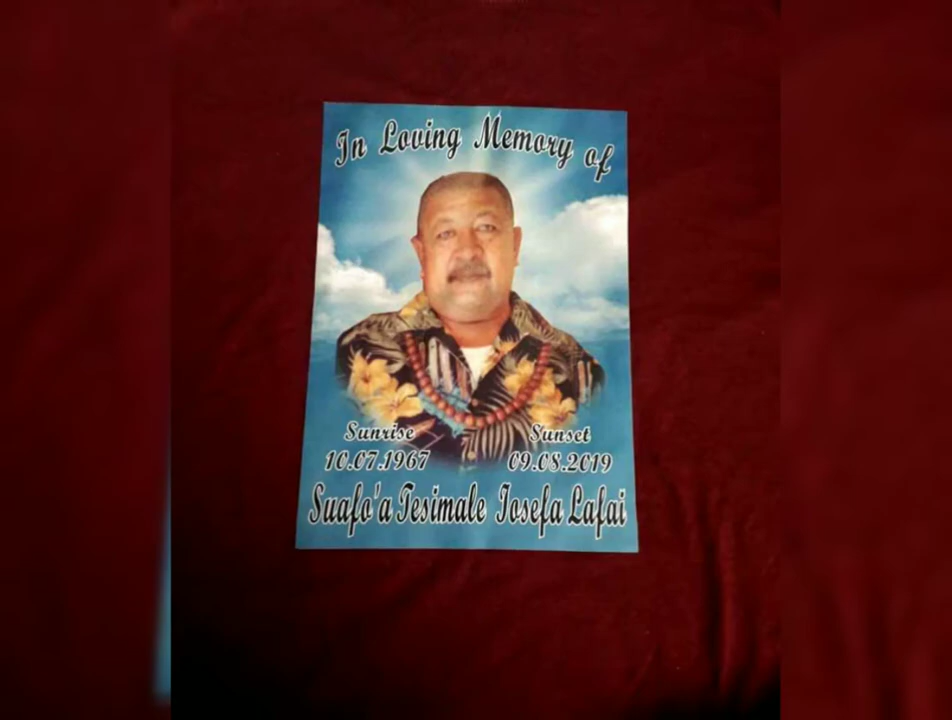 In Loving Memory of
Sunrise Sunset
10.07.1967 09.08.2019
Suafo'a Tesimale Iosefa Lafai